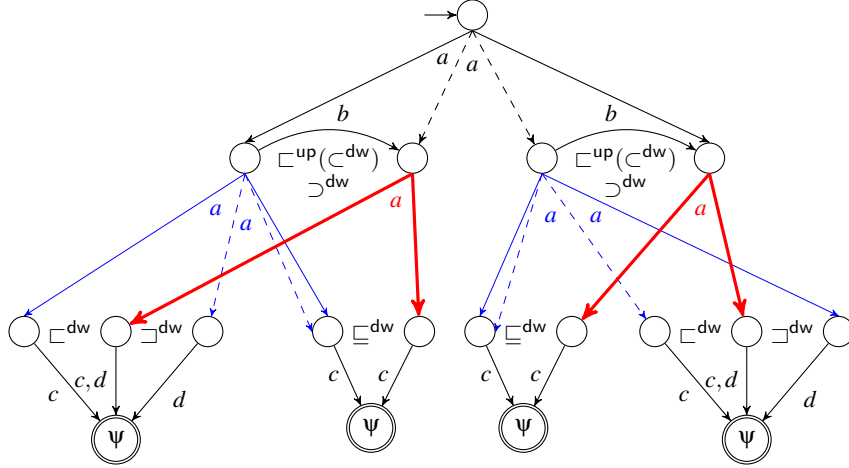 a a
b b
⊏up(⊂dw) ⊏up(⊂dw)
⊃dw ⊃dw
a a a a a a
⊏dw ⊐dw ⊑dw ⊑dw ⊏dw ⊐dw
c c,d d c c c c c c,d d
ψ ψ ψ ψ